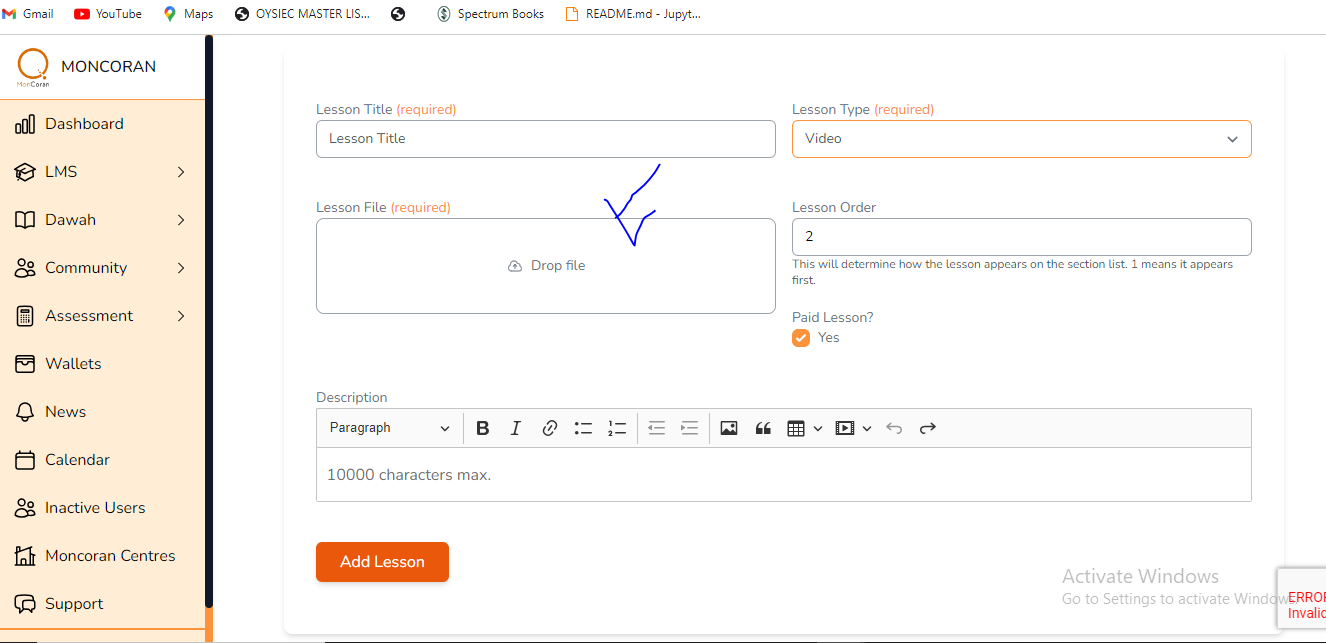 Gmail YouTube Maps OYSIEC MASTER LIS... Spectrum Books README.md - Jupyt...
MonCoran
MONCORAN
Dashboard
LMS
Dawah
Community
Assessment
Wallets
News
Calendar
Inactive Users
Moncoran Centres
Support
Lesson Title (required)
Lesson Title
Lesson Type (required)
Video
Lesson File (required)
Drop file
Lesson Order
2
This will determine how the lesson appears on the section list. 1 means it appears
first.
Paid Lesson?
Yes
Description
Paragraph B I
10000 characters max.
Add Lesson
Activate Windows
Go to Settings to activate Windows.
ERROR
Invalid